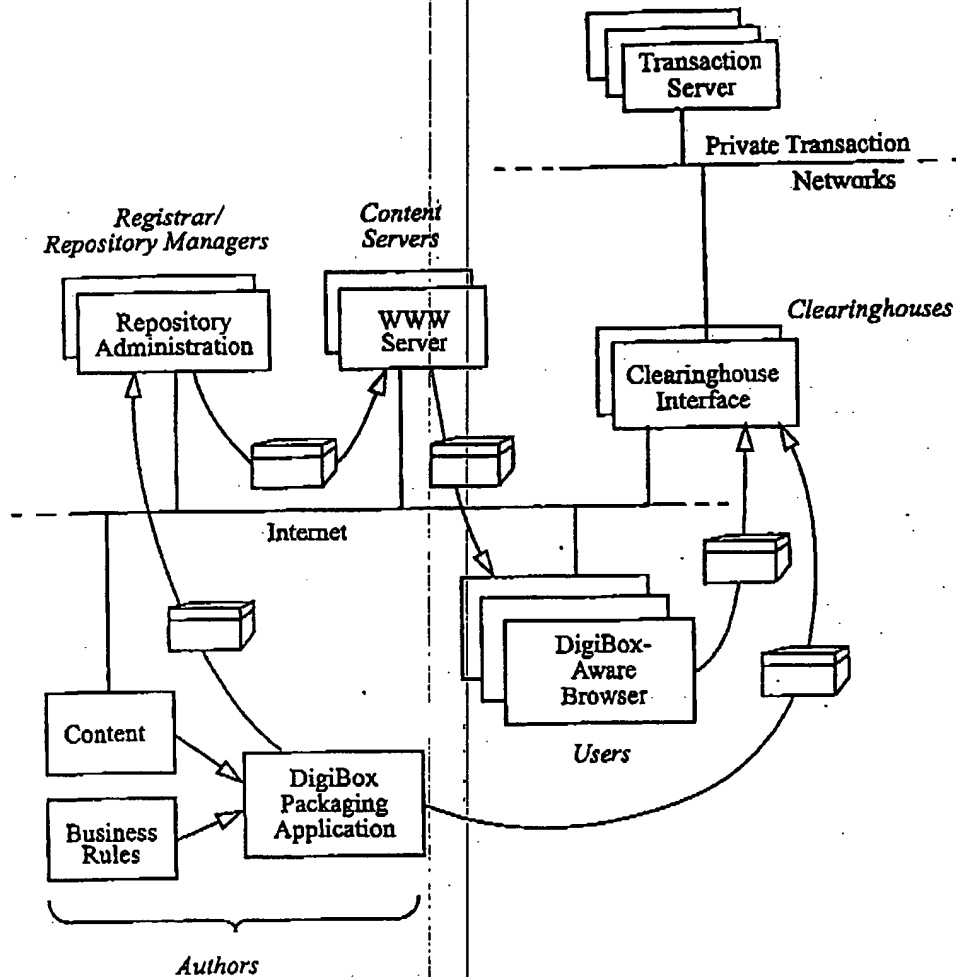 Transaction
Server
Private Transaction
Networks
Registrar/
Repository Managers
Content
Servers
Clearinghouses
Repository
Administration
WWW
Server
Clearinghouse
Interface
Internet
DigiBox-
Aware
Browser
Users
Content
DigiBox
Packaging
Application
Business
Rules
Authors